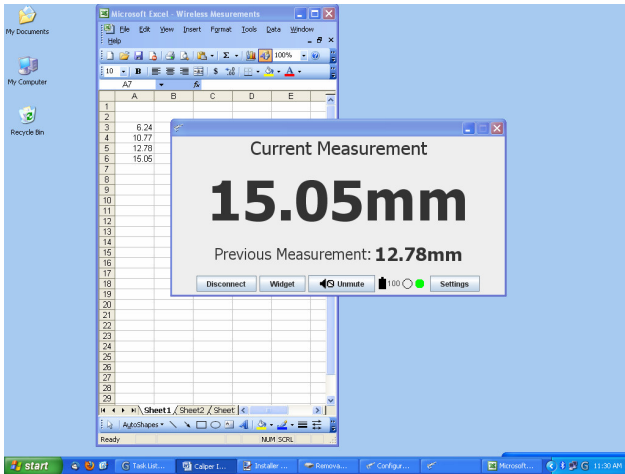 My Documents
My Computer
Recycle Bin
Microsoft Excel - Wireless Mesurements
File Edit View Insert Format Tools Data Window
Help
Σ 100%
10 B $
A7 fx
A B C D E
1
2
3 6.24
4 10.77
5 12.78
6 15.05
7
8
9
10
11
12
13
14
15
16
17
18
19
20
21
22
23
24
25
26
27
28
29
Current Measurement
15.05mm
Previous Measurement: 12.78mm
Disconnect Widget Unmute 100 Settings
Sheet1 Sheet2 Sheet
AutoShapes
Ready NUM SCRL
start Task List... Caliper I... Installer ... Remova... Configur... Microsoft... 11:30 AM